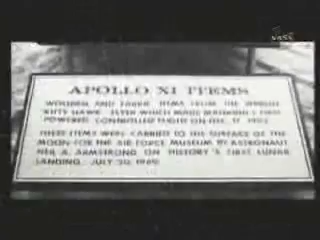 NASA
APOLLO XI ITEMS
WOODEN AND FABRIC ITEMS FROM THE WRIGHTS
KITTY HAWK FLYER WHICH MADE MANKIND'S FIRST
POWERED CONTROLLED FLIGHT ON DEC. 17 1903
THESE ITEMS WERE CARRIED TO THE SURFACE OF THE
MOON FOR THE AIR FORCE MUSEUM BY ASTRONAUT
NEIL A. ARMSTRONG ON HISTORY'S FIRST LUNAR
LANDING. JULY 20, 1969